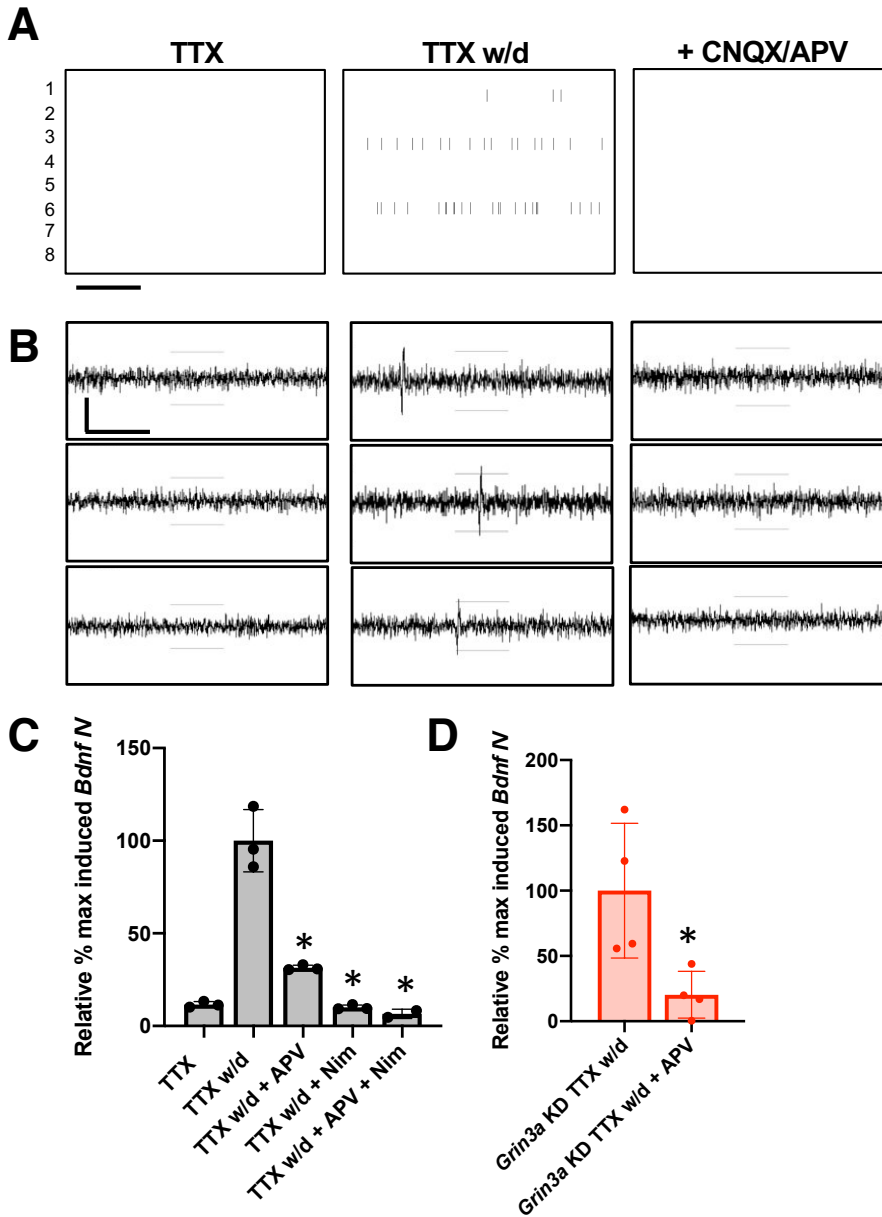 A
TTX
TTX w/d
+ CNQX/APV
1
2
3
4
5
6
7
8
B
C
Relative % max induced Bdnf IV
150
100
50
0
TTX
TTX w/d
TTX w/d + APV
TTX w/d + Nim
TTX w/d + APV + Nim
*
*
*
D
Relative % max induced Bdnf IV
200
150
100
50
0
Grin3a KD TTX w/d
Grin3a KD TTX w/d + APV
*